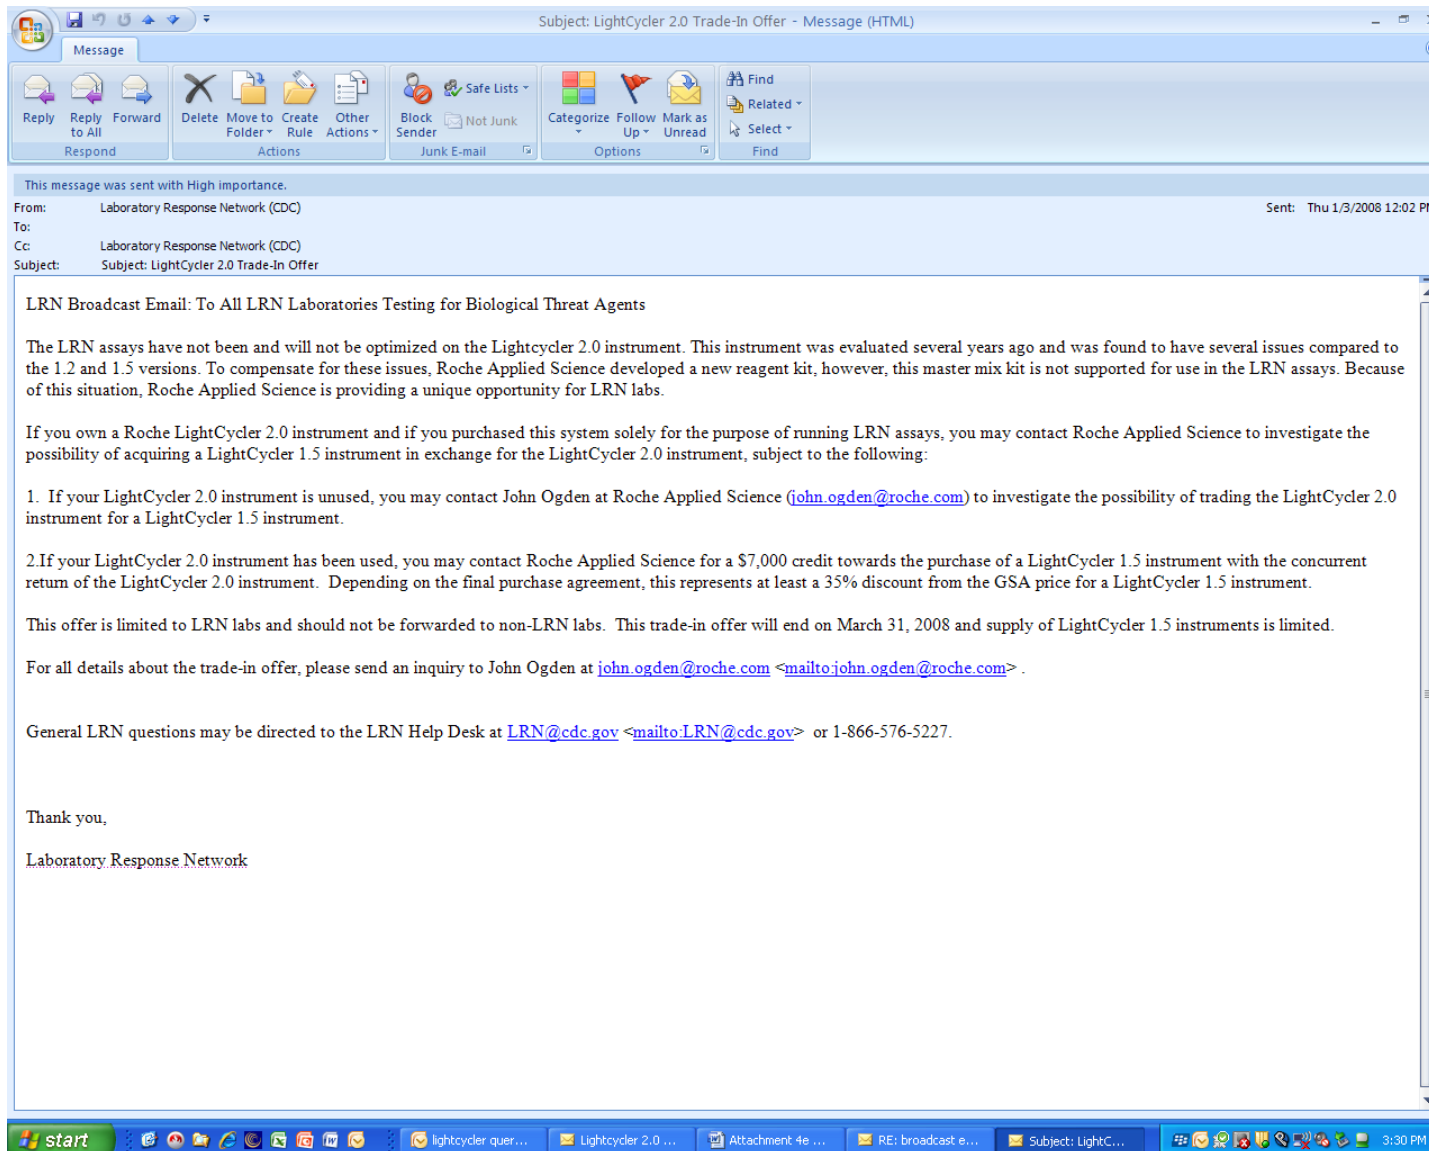 Subject: LightCycler 2.0 Trade-In Offer - Message (HTML)
Message
Reply
Reply to All
Forward
Respond
Delete
Move to Folder
Create Rule
Other Actions
Actions
Block Sender
Safe Lists
Not Junk
Junk E-mail
Categorize
Follow Up
Mark as Unread
Options
Find
Related
Select
Find
This message was sent with High importance.
From: Laboratory Response Network (CDC)
Sent: Thu 1/3/2008 12:02 PM
To:
Cc: Laboratory Response Network (CDC)
Subject: Subject: LightCycler 2.0 Trade-In Offer
LRN Broadcast Email: To All LRN Laboratories Testing for Biological Threat Agents
The LRN assays have not been and will not be optimized on the Lightcycler 2.0 instrument. This instrument was evaluated several years ago and was found to have several issues compared to
the 1.2 and 1.5 versions. To compensate for these issues, Roche Applied Science developed a new reagent kit, however, this master mix kit is not supported for use in the LRN assays. Because
of this situation, Roche Applied Science is providing a unique opportunity for LRN labs.
If you own a Roche LightCycler 2.0 instrument and if you purchased this system solely for the purpose of running LRN assays, you may contact Roche Applied Science to investigate the
possibility of acquiring a LightCycler 1.5 instrument in exchange for the LightCycler 2.0 instrument, subject to the following:
1. If your LightCycler 2.0 instrument is unused, you may contact John Ogden at Roche Applied Science (john.ogden@roche.com) to investigate the possibility of trading the LightCycler 2.0
instrument for a LightCycler 1.5 instrument.
2.If your LightCycler 2.0 instrument has been used, you may contact Roche Applied Science for a $7,000 credit towards the purchase of a LightCycler 1.5 instrument with the concurrent
return of the LightCycler 2.0 instrument. Depending on the final purchase agreement, this represents at least a 35% discount from the GSA price for a LightCycler 1.5 instrument.
This offer is limited to LRN labs and should not be forwarded to non-LRN labs. This trade-in offer will end on March 31, 2008 and supply of LightCycler 1.5 instruments is limited.
For all details about the trade-in offer, please send an inquiry to John Ogden at john.ogden@roche.com <mailto:john.ogden@roche.com> .
General LRN questions may be directed to the LRN Help Desk at LRN@cdc.gov <mailto:LRN@cdc.gov> or 1-866-576-5227.
Thank you,
Laboratory Response Network
start
lightcycler quer...
Lightcycler 2.0 ...
Attachment 4e ...
RE: broadcast e...
Subject: LightC...
3:30 PM